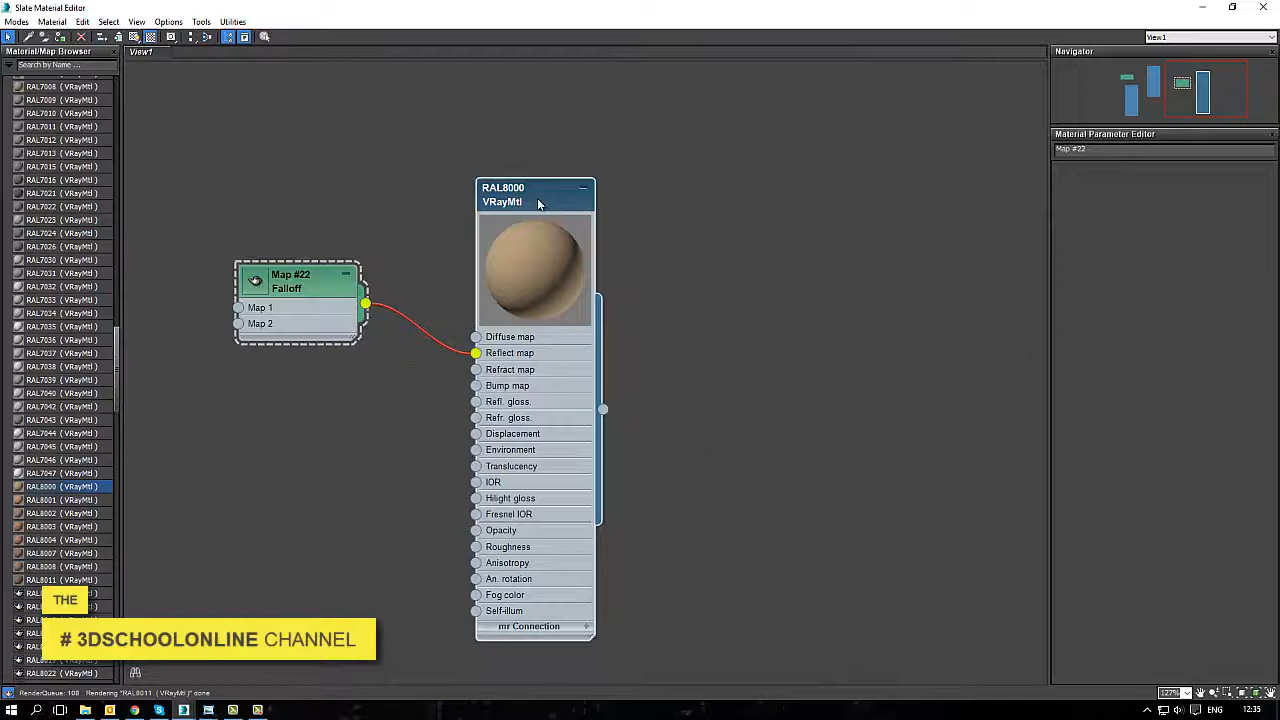 Slate Material Editor
Modes Material Edit Select View Options Tools Utilities
View1
Material/Map Browser
Search by Name ...
View1
Navigator
Material Parameter Editor
Map #22
RAL7008 ( VRayMtl )
RAL7009 ( VRayMtl )
RAL7010 ( VRayMtl )
RAL7011 ( VRayMtl )
RAL7012 ( VRayMtl )
RAL7013 ( VRayMtl )
RAL7015 ( VRayMtl )
RAL7016 ( VRayMtl )
RAL7021 ( VRayMtl )
RAL7022 ( VRayMtl )
RAL7023 ( VRayMtl )
RAL7024 ( VRayMtl )
RAL7026 ( VRayMtl )
RAL7030 ( VRayMtl )
RAL7031 ( VRayMtl )
RAL7032 ( VRayMtl )
RAL7033 ( VRayMtl )
RAL7034 ( VRayMtl )
RAL7035 ( VRayMtl )
RAL7036 ( VRayMtl )
RAL7037 ( VRayMtl )
RAL7038 ( VRayMtl )
RAL7039 ( VRayMtl )
RAL7040 ( VRayMtl )
RAL7042 ( VRayMtl )
RAL7043 ( VRayMtl )
RAL7044 ( VRayMtl )
RAL7045 ( VRayMtl )
RAL7046 ( VRayMtl )
RAL7047 ( VRayMtl )
RAL8000 ( VRayMtl )
RAL8001 ( VRayMtl )
RAL8002 ( VRayMtl )
RAL8003 ( VRayMtl )
RAL8004 ( VRayMtl )
RAL8007 ( VRayMtl )
RAL8008 ( VRayMtl )
RAL8011 ( VRayMtl )
RAL8022 ( VRayMtl )
Map #22
Falloff
Map 1
Map 2
RAL8000
VRayMtl
Diffuse map
Reflect map
Refract map
Bump map
Refl. gloss.
Refr. gloss.
Displacement
Environment
Translucency
IOR
Hilight gloss
Fresnel IOR
Opacity
Roughness
Anisotropy
An. rotation
Fog color
Self-illum
mr Connection
THE
# 3DSCHOOLONLINE CHANNEL
RenderQueue: 108 Rendering "RAL8011 ( VRayMtl )" done
127%
ENG 12:35